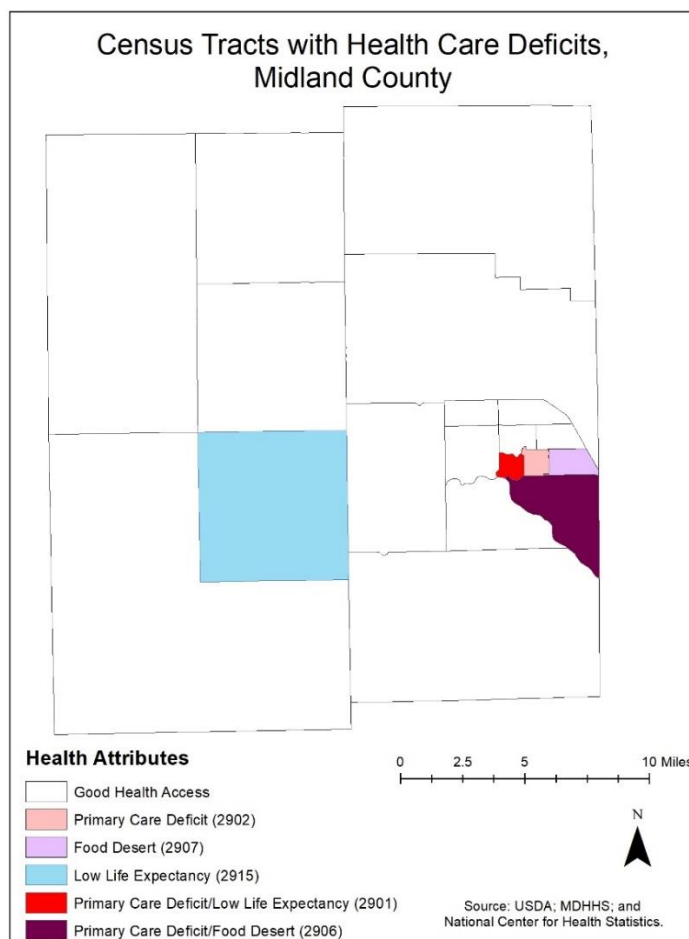 Census Tracts with Health Care Deficits,
Midland County
Health Attributes
Good Health Access
Primary Care Deficit (2902)
Food Desert (2907)
Low Life Expectancy (2915)
Primary Care Deficit/Low Life Expectancy (2901)
Primary Care Deficit/Food Desert (2906)
0 2.5 5 10 Miles
N
Source: USDA; MDHHS; and
National Center for Health Statistics.